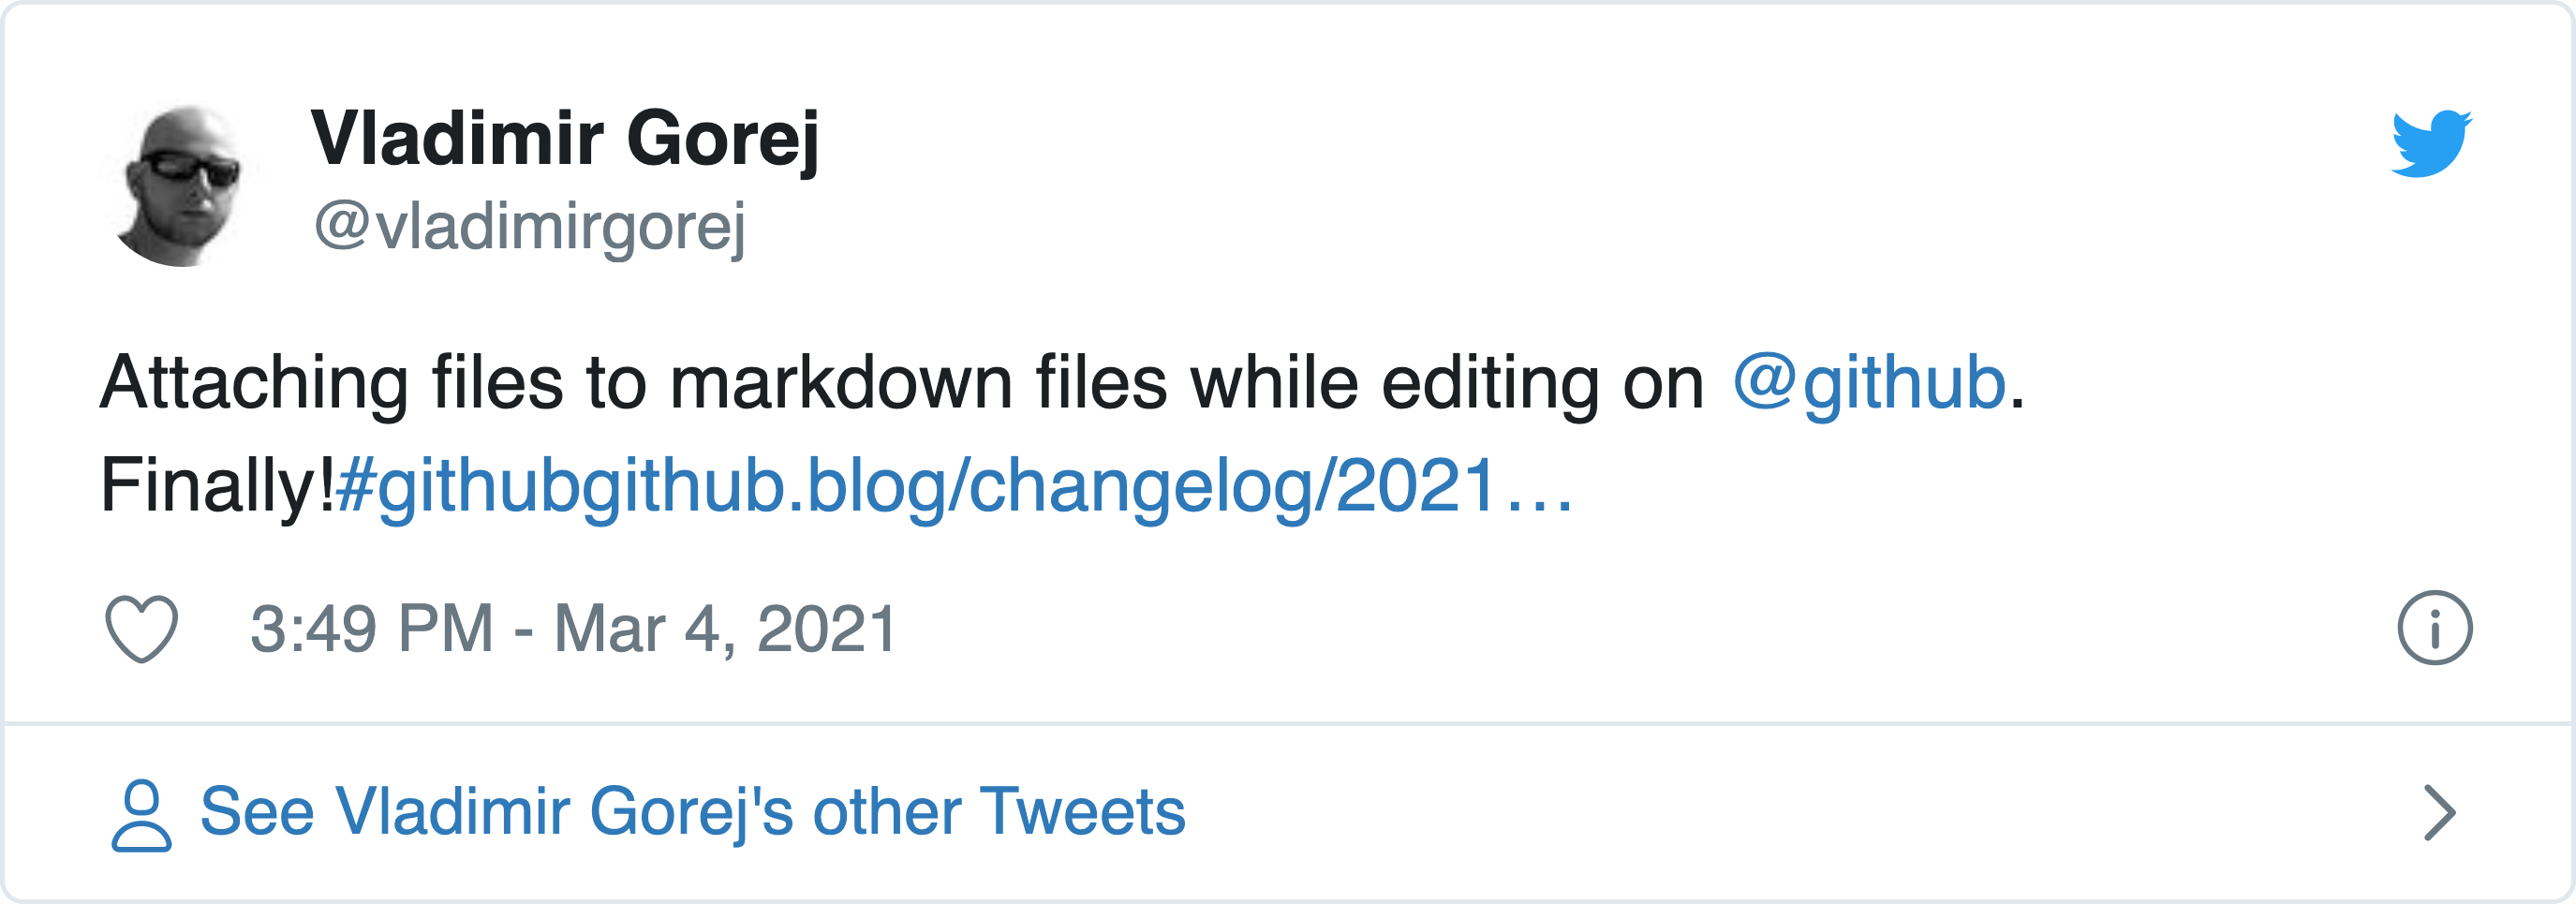 Vladimir Gorej
@vladimirgorej
Attaching files to markdown files while editing on @github.
Finally!#githubgithub.blog/changelog/2021…
3:49 PM - Mar 4, 2021
See Vladimir Gorej's other Tweets